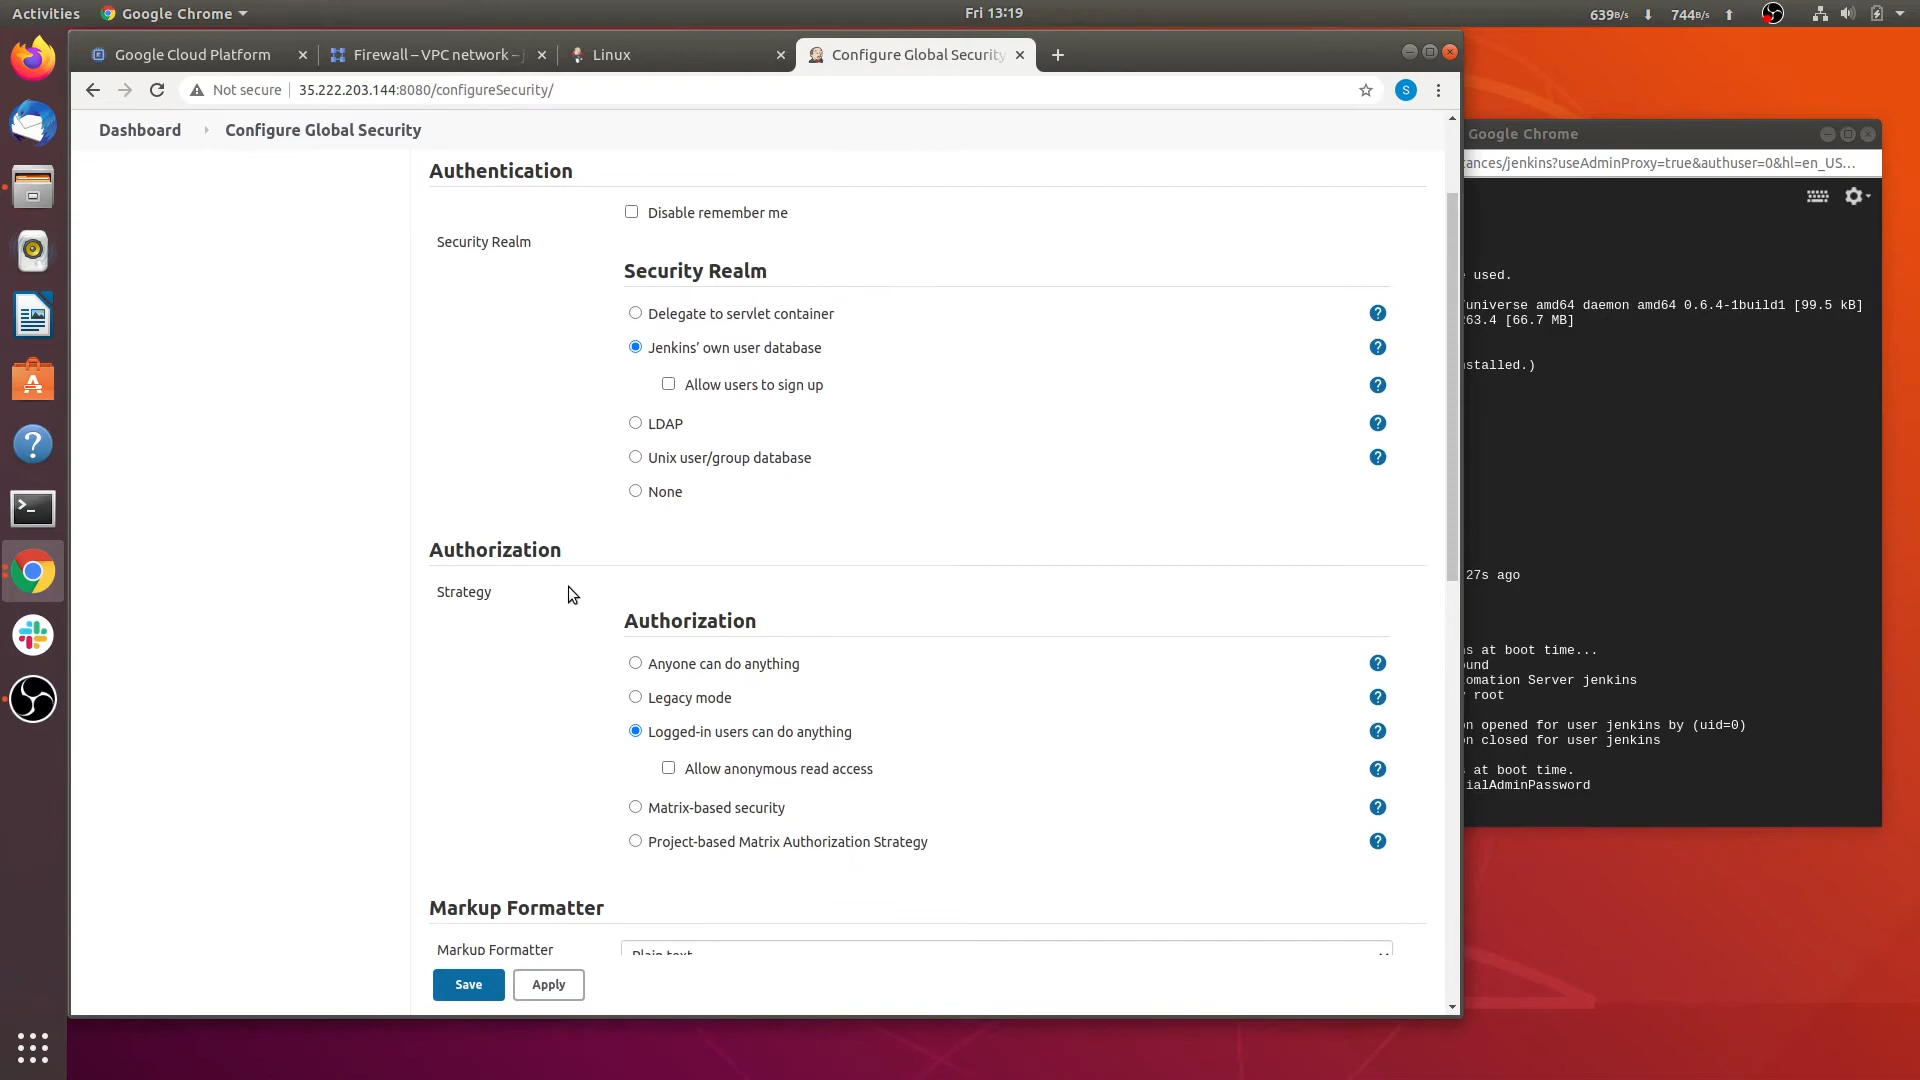 Activities
Google Chrome
Fri 13:19
639B/s
744B/s
Google Cloud Platform
Firewall – VPC network – j
Linux
Configure Global Security
Not secure
35.222.203.144:8080/configureSecurity/
S
Dashboard
Configure Global Security
Authentication
Disable remember me
Security Realm
Security Realm
Delegate to servlet container
?
Jenkins’ own user database
?
Allow users to sign up
?
LDAP
?
Unix user/group database
?
None
Authorization
Strategy
Authorization
Anyone can do anything
?
Legacy mode
?
Logged-in users can do anything
?
Allow anonymous read access
?
Matrix-based security
?
Project-based Matrix Authorization Strategy
?
Markup Formatter
Markup Formatter
Plain text
Save
Apply
Google Chrome
tances/jenkins?useAdminProxy=true&authuser=0&hl=en_US...
used.
/universe amd64 daemon amd64 0.6.4-1build1 [99.5 kB]
263.4 [66.7 MB]
nstalled.)
27s ago
s at boot time...
und
omation Server jenkins
root
n opened for user jenkins by (uid=0)
n closed for user jenkins
at boot time.
ialAdminPassword